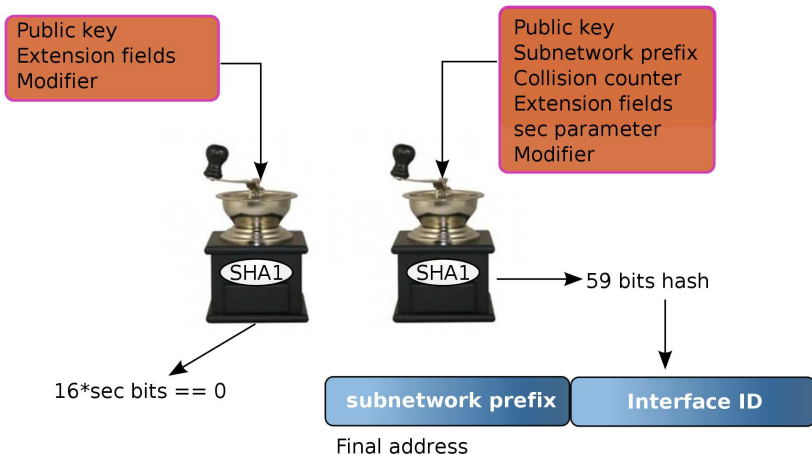 Public key
Extension fields
Modifier
Public key
Subnetwork prefix
Collision counter
Extension fields
sec parameter
Modifier
SHA1
SHA1
59 bits hash
16*sec bits == 0
subnetwork prefix
Interface ID
Final address